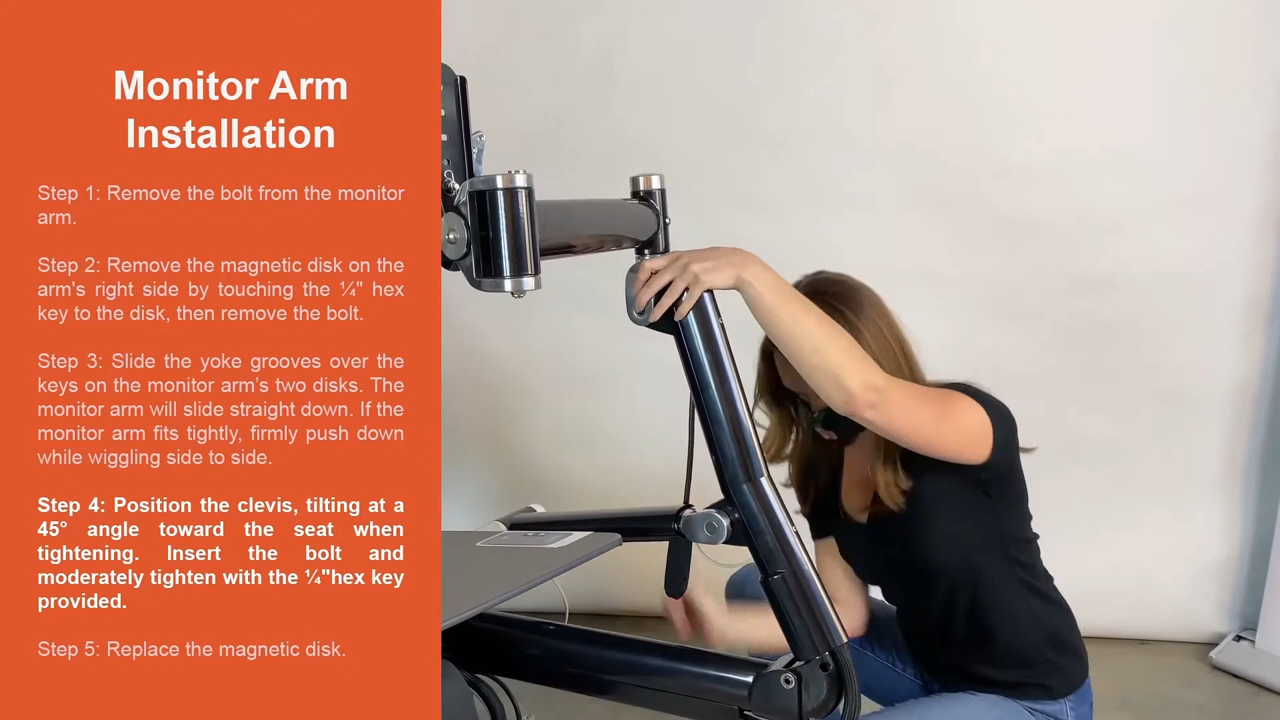 Monitor Arm
Installation
Step 1: Remove the bolt from the monitor
arm.
Step 2: Remove the magnetic disk on the
arm's right side by touching the ¼" hex
key to the disk, then remove the bolt.
Step 3: Slide the yoke grooves over the
keys on the monitor arm's two disks. The
monitor arm will slide straight down. If the
monitor arm fits tightly, firmly push down
while wiggling side to side.
Step 4: Position the clevis, tilting at a
45° angle toward the seat when
tightening. Insert the bolt and
moderately tighten with the ¼"hex key
provided.
Step 5: Replace the magnetic disk.